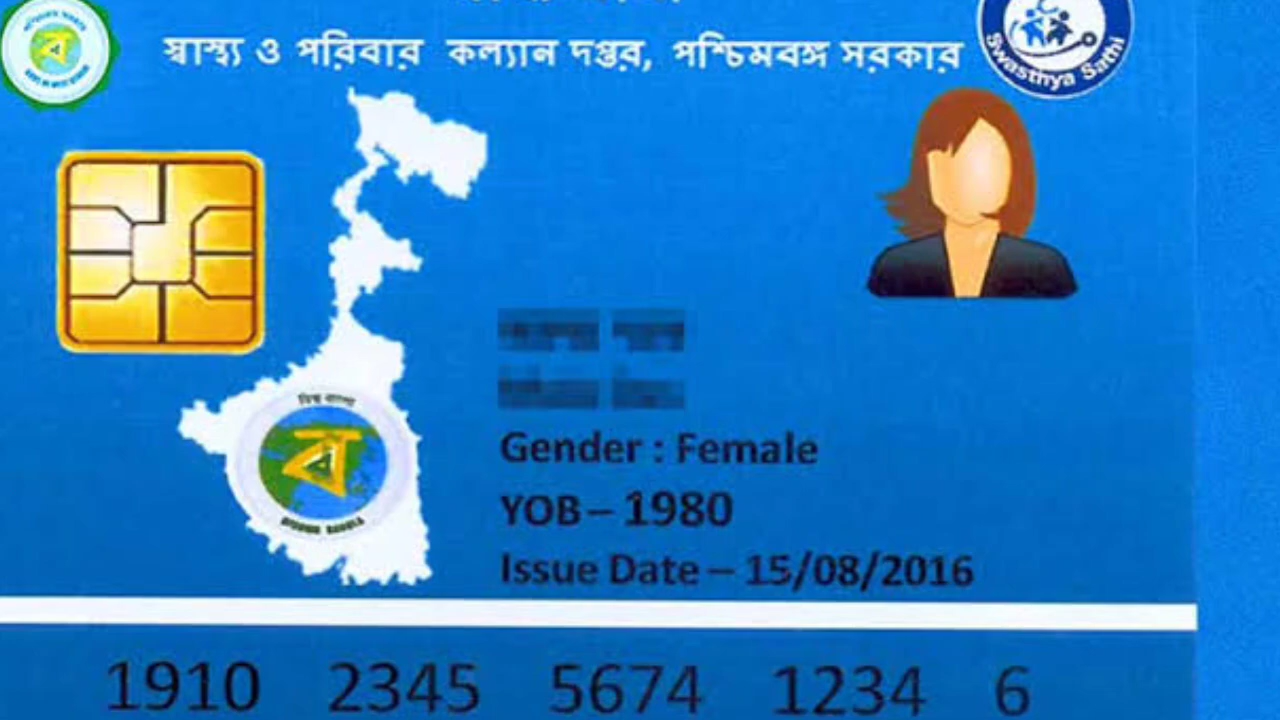 স্বাস্থ্য ও পরিবার কল্যান দপ্তর, পশ্চিমবঙ্গ সরকার
Swasthya Sathi
বিশ্ব বাংলা
ব
Gender : Female
YOB – 1980
Issue Date – 15/08/2016
1910 2345 5674 1234 6